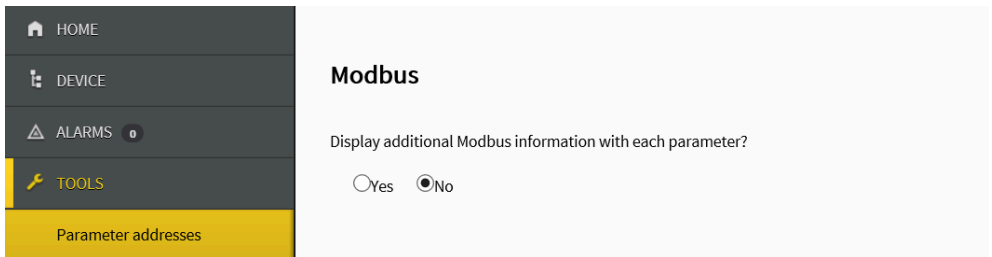 HOME
DEVICE
ALARMS 0
TOOLS
Parameter addresses
Modbus
Display additional Modbus information with each parameter?
Yes No